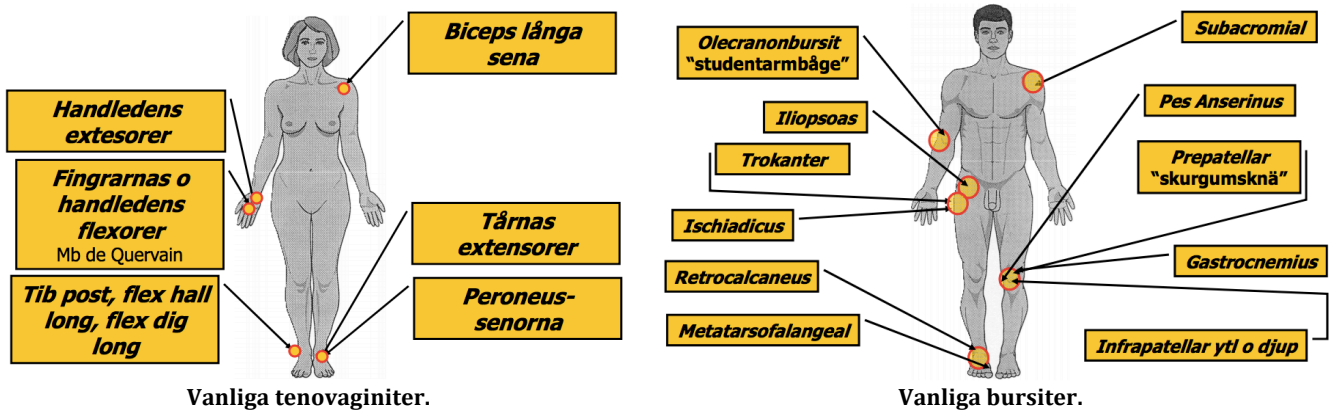 Biceps långa
sena
Handledens
extesorer
Fingrarnas o
handledens
flexorer
Mb de Quervain
Tib post, flex hall
long, flex dig
long
Tårnas
extensorer
Peroneus-
senorna
Vanliga tenovaginiter.
Olecranonbursit
“studentarmbåge”
Subacromial
Iliopsoas
Pes Anserinus
Trokanter
Prepatellar
“skurgumsknä”
Ischiadicus
Retrocalcaneus
Gastrocnemius
Metatarsofalangeal
Infrapatellar ytl o djup
Vanliga bursiter.